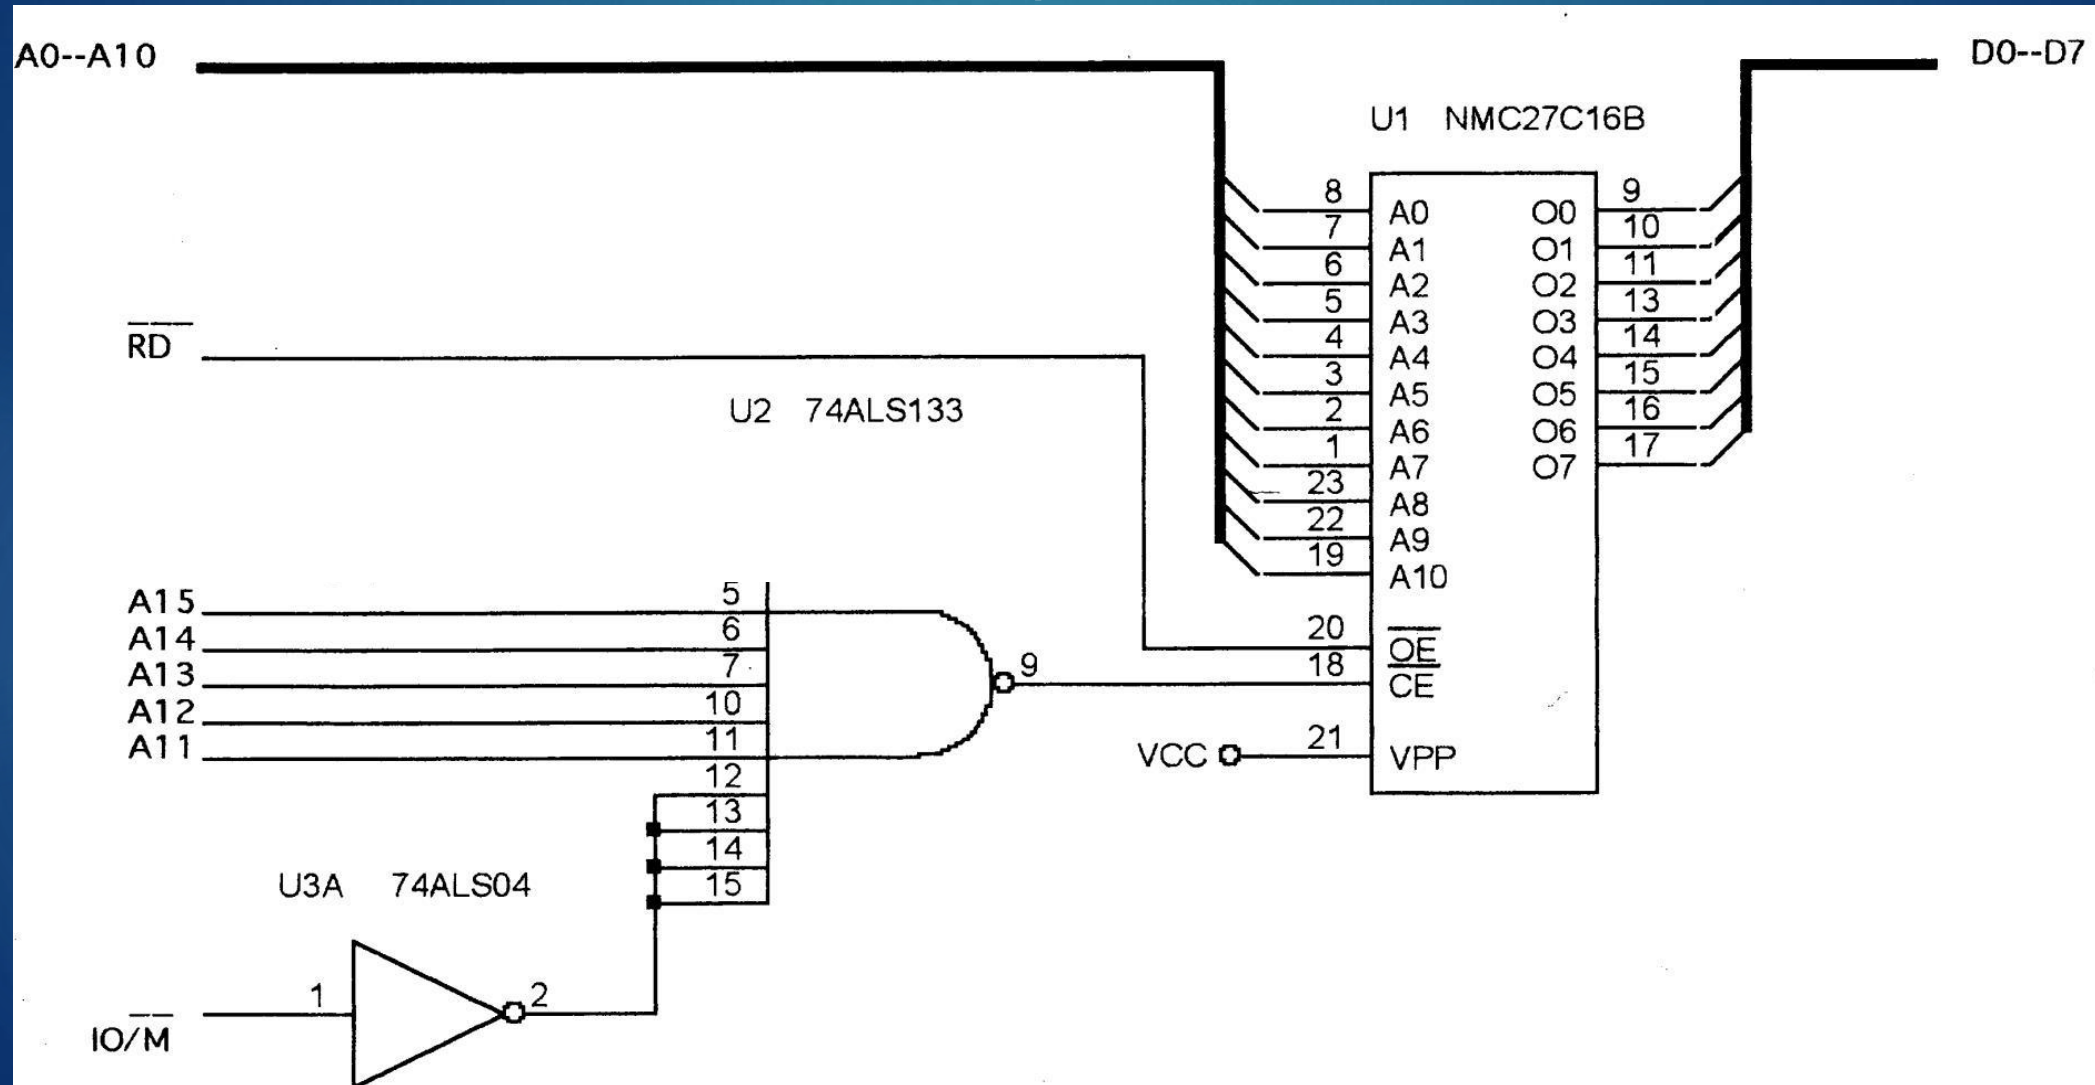 A0--A10
D0--D7
U1 NMC27C16B
8 A0 O0 9
7 A1 O1 10
6 A2 O2 11
5 A3 O3 13
4 A4 O4 14
3 A5 O5 15
2 A6 O6 16
1 A7 O7 17
23 A8
22 A9
19 A10
RD
U2 74ALS133
A15 5
A14 6
A13 7
A12 10
A11 11
12
13
14
15
9
20 OE
18 CE
VCC 21 VPP
U3A 74ALS04
1 2
IO/M